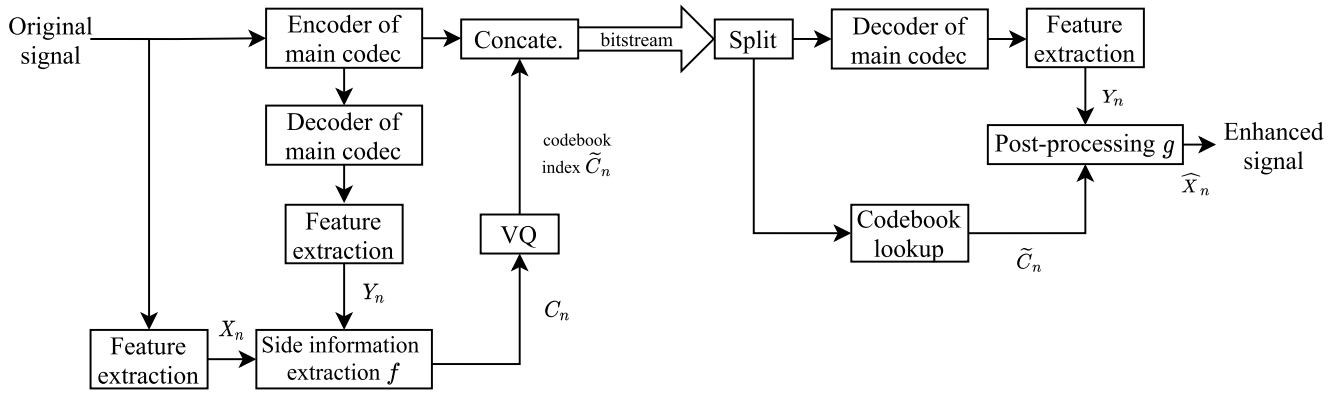 Original
signal
Encoder of
main codec
Concate.
bitstream
Split
Decoder of
main codec
Feature
extraction
Decoder of
main codec
codebook
index C̃ₙ
Yₙ
Post-processing g
Enhanced
signal
X̂ₙ
Feature
extraction
VQ
Codebook
lookup
C̃ₙ
Yₙ
Cₙ
Xₙ
Feature
extraction
Side information
extraction f